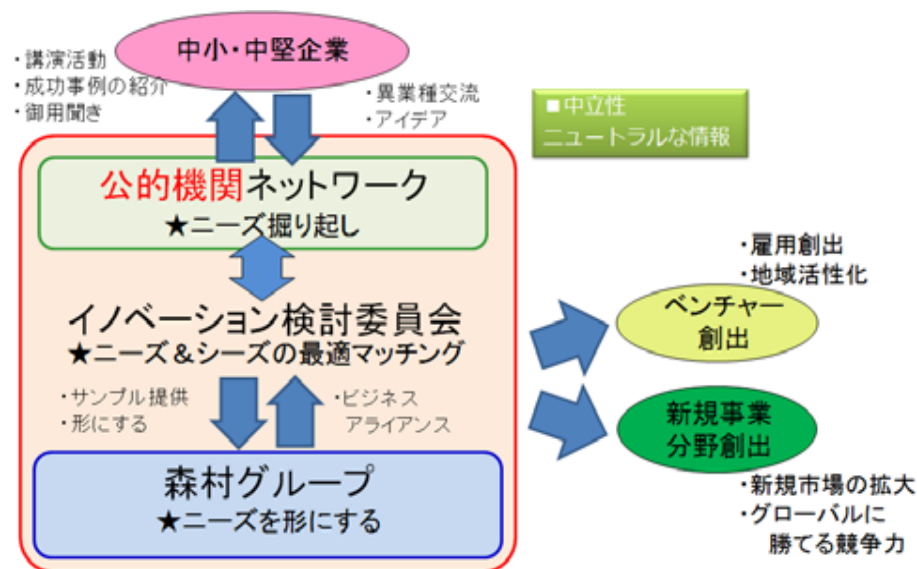 中小・中堅企業
・講演活動
・成功事例の紹介
・御用聞き
・異業種交流
・アイデア
■中立性
ニュートラルな情報
公的機関ネットワーク
★ニーズ掘り起し
イノベーション検討委員会
★ニーズ＆シーズの最適マッチング
・サンプル提供
・形にする
・ビジネス
アライアンス
森村グループ
★ニーズを形にする
・雇用創出
・地域活性化
ベンチャー
創出
新規事業
分野創出
・新規市場の拡大
・グローバルに
勝てる競争力